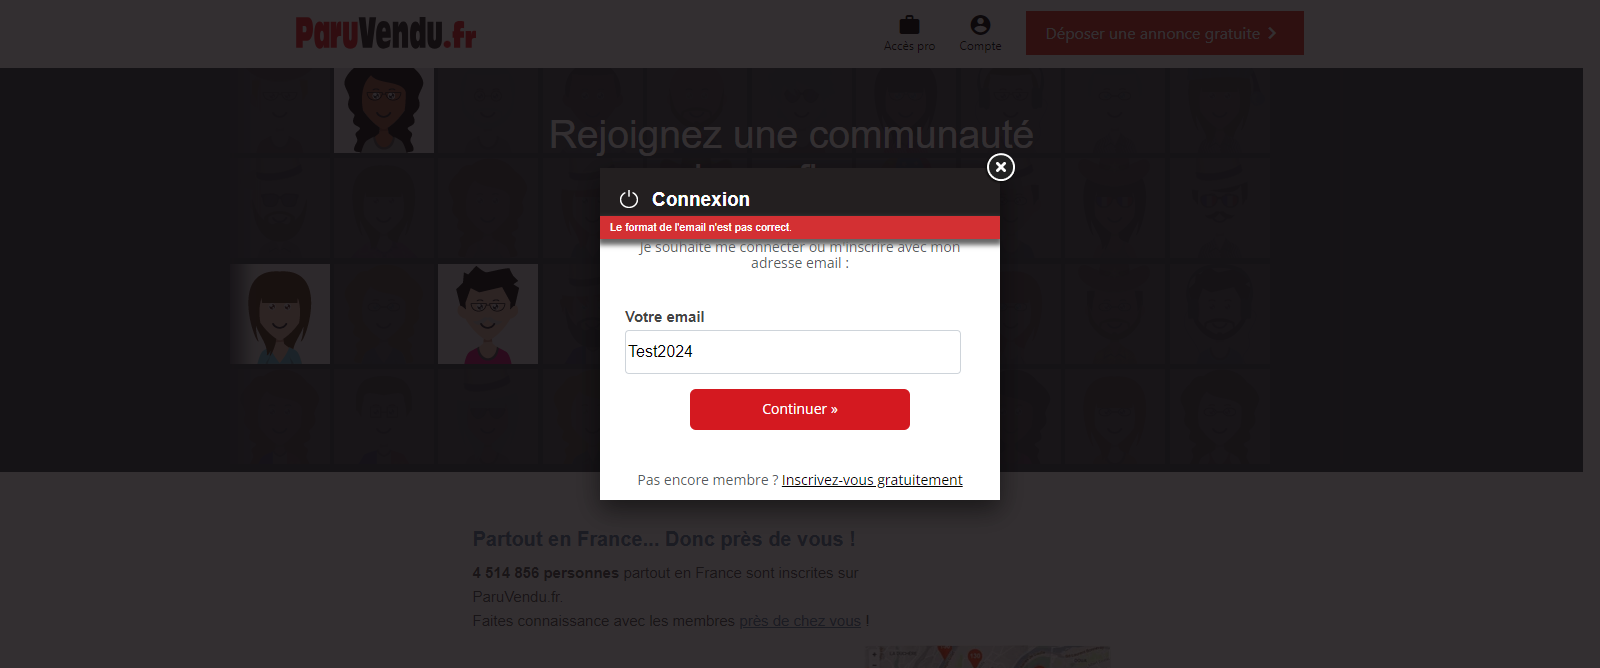 ParuVendu.fr
Accès pro
Compte
Déposer une annonce gratuite
Rejoignez une communauté
Connexion
Le format de l'email n'est pas correct.
Je souhaite me connecter ou m'inscrire avec mon
adresse email :
Votre email
Test2024
Continuer »
Pas encore membre ? Inscrivez-vous gratuitement
Partout en France... Donc près de vous !
4 514 856 personnes partout en France sont inscrites sur
ParuVendu.fr.
Faites connaissance avec les membres près de chez vous !